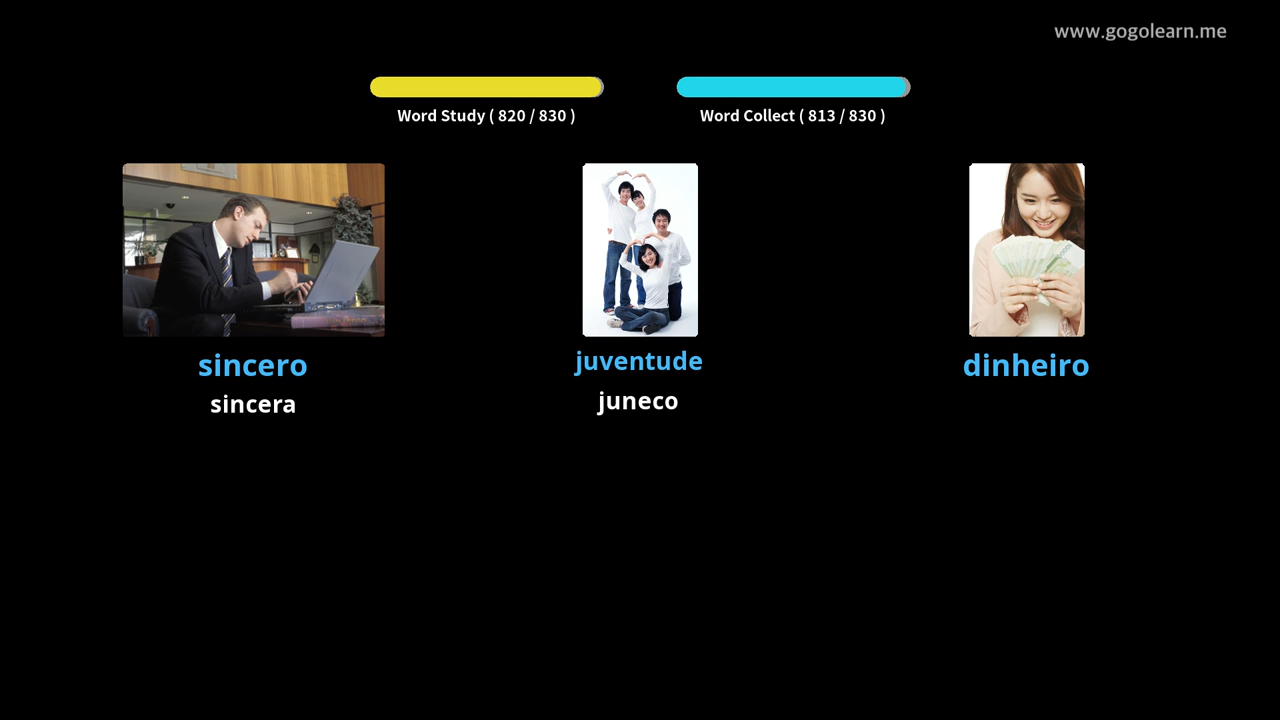 www.gogolearn.me
Word Study ( 820 / 830 )
Word Collect ( 813 / 830 )
sincero
sincera
juventude
juneco
dinheiro